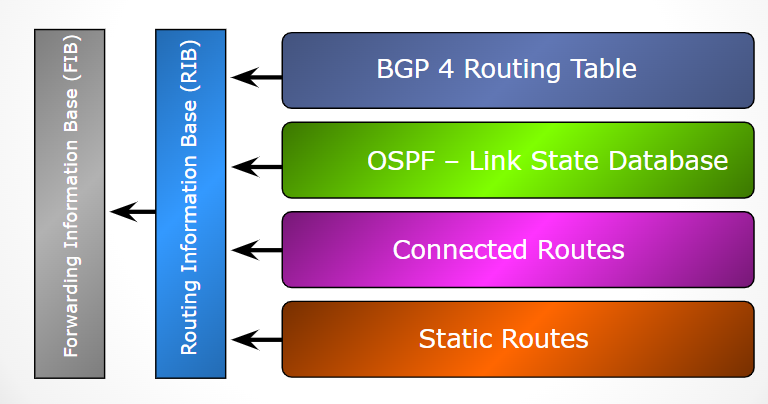 Forwarding Information Base (FIB)
Routing Information Base (RIB)
BGP 4 Routing Table
OSPF – Link State Database
Connected Routes
Static Routes